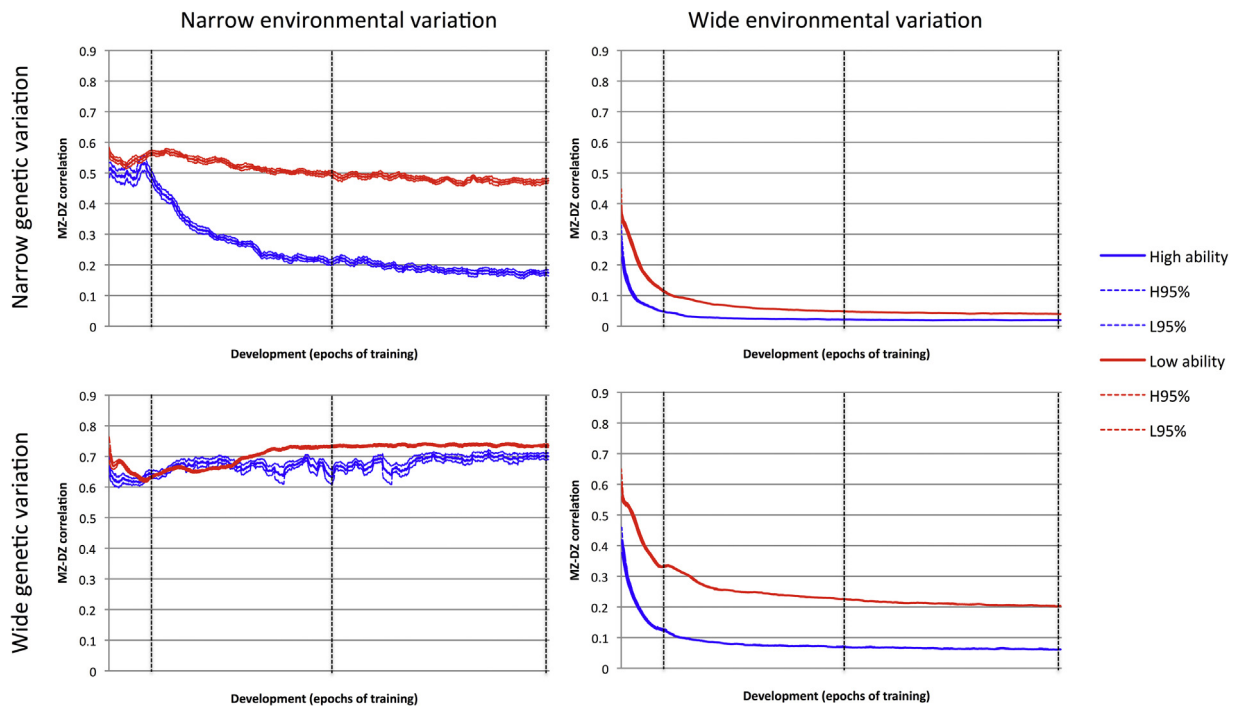 Narrow environmental variation
Wide environmental variation
Narrow genetic variation
0.9
0.8
0.7
0.6
0.5
0.4
0.3
0.2
0.1
0
MZ-DZ correlation
Development (epochs of training)
0.9
0.8
0.7
0.6
0.5
0.4
0.3
0.2
0.1
0
MZ-DZ correlation
Development (epochs of training)
High ability
H95%
L95%
Low ability
H95%
L95%
Wide genetic variation
0.9
0.8
0.7
0.6
0.5
0.4
0.3
0.2
0.1
0
MZ-DZ correlation
Development (epochs of training)
0.9
0.8
0.7
0.6
0.5
0.4
0.3
0.2
0.1
0
MZ-DZ correlation
Development (epochs of training)